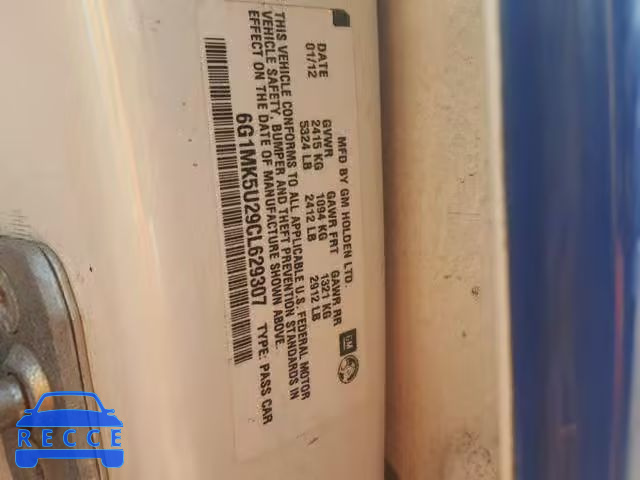 MFD BY GM HOLDEN LTD.
DATE GVWR GAWR FRT GAWR RR
01/12 2415 KG 1094 KG 1321 KG
5324 LB 2412 LB 2912 LB
THIS VEHICLE CONFORMS TO ALL APPLICABLE U.S. FEDERAL MOTOR
VEHICLE SAFETY, BUMPER AND THEFT PREVENTION STANDARDS IN
EFFECT ON THE DATE OF MANUFACTURE SHOWN ABOVE.
6G1MK5U29CL629307 TYPE: PASS CAR
GM
RECCE